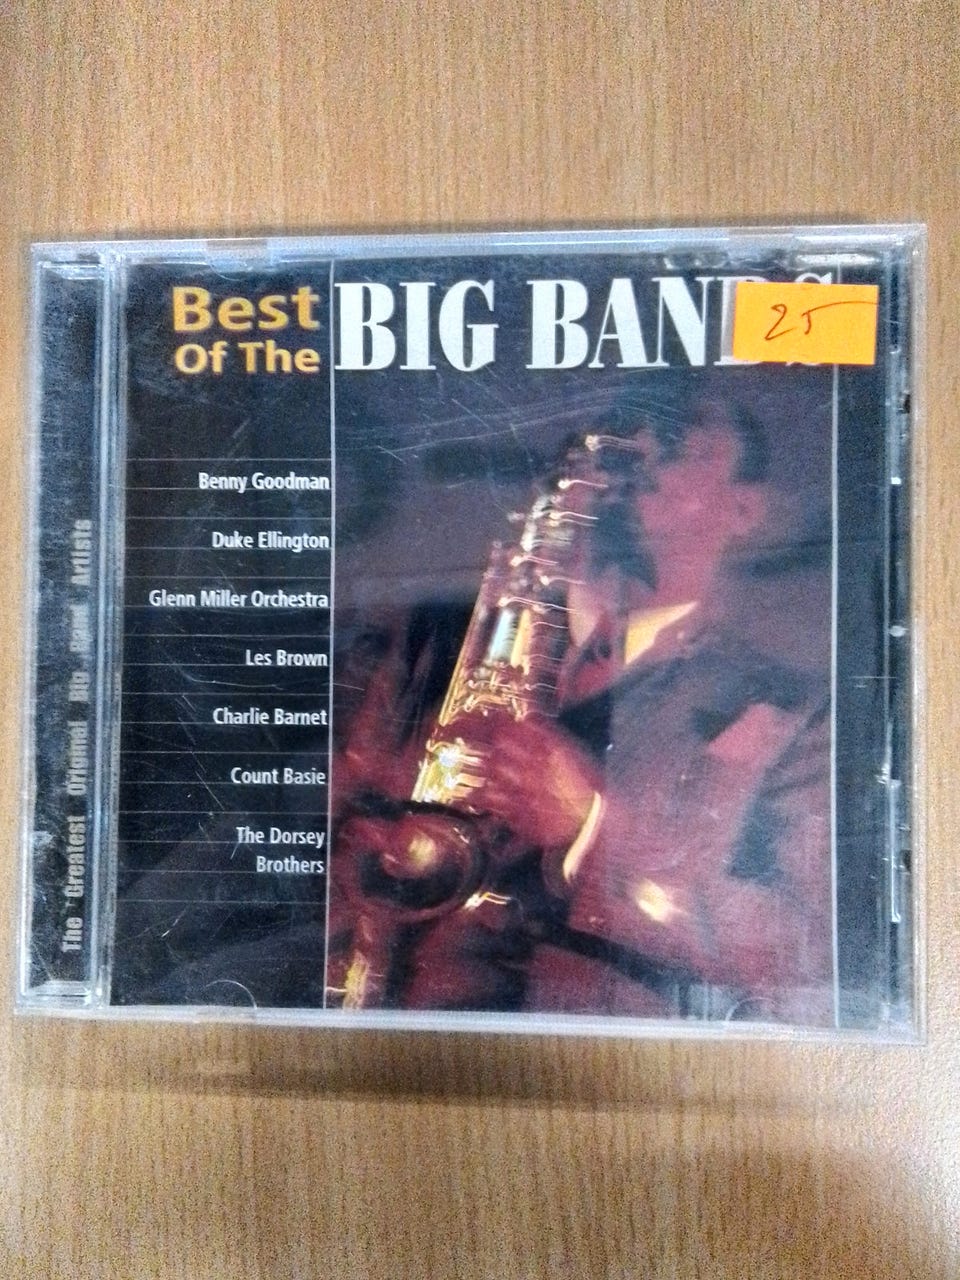 Best
Of The
BIG BANDS
25
Benny Goodman
Duke Ellington
Glenn Miller Orchestra
Les Brown
Charlie Barnet
Count Basie
The Dorsey
Brothers
The Greatest Original Big Band Artists